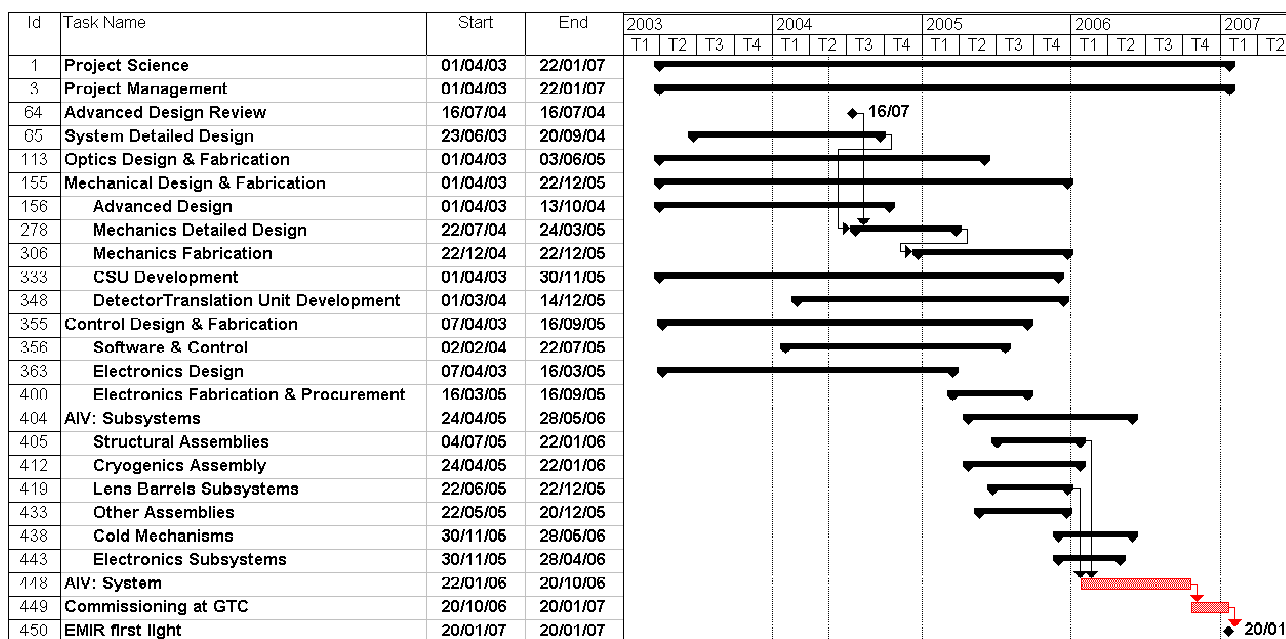 Id Task Name Start End 2003 2004 2005 2006 2007
T1 T2 T3 T4 T1 T2 T3 T4 T1 T2 T3 T4 T1 T2 T3 T4 T1 T2
1 Project Science 01/04/03 22/01/07
3 Project Management 01/04/03 22/01/07
64 Advanced Design Review 16/07/04 16/07/04 16/07
65 System Detailed Design 23/06/03 20/09/04
113 Optics Design & Fabrication 01/04/03 03/06/05
155 Mechanical Design & Fabrication 01/04/03 22/12/05
156 Advanced Design 01/04/03 13/10/04
278 Mechanics Detailed Design 22/07/04 24/03/05
306 Mechanics Fabrication 22/12/04 22/12/05
333 CSU Development 01/04/03 30/11/05
348 DetectorTranslation Unit Development 01/03/04 14/12/05
355 Control Design & Fabrication 07/04/03 16/09/05
356 Software & Control 02/02/04 22/07/05
363 Electronics Design 07/04/03 16/03/05
400 Electronics Fabrication & Procurement 16/03/05 16/09/05
404 AIV: Subsystems 24/04/05 28/05/06
405 Structural Assemblies 04/07/05 22/01/06
412 Cryogenics Assembly 24/04/05 22/01/06
419 Lens Barrels Subsystems 22/06/05 22/12/05
433 Other Assemblies 22/05/05 20/12/05
438 Cold Mechanisms 30/11/05 28/05/06
443 Electronics Subsystems 30/11/05 28/04/06
448 AIV: System 22/01/06 20/10/06
449 Commissioning at GTC 20/10/06 20/01/07
450 EMIR first light 20/01/07 20/01/07 20/01